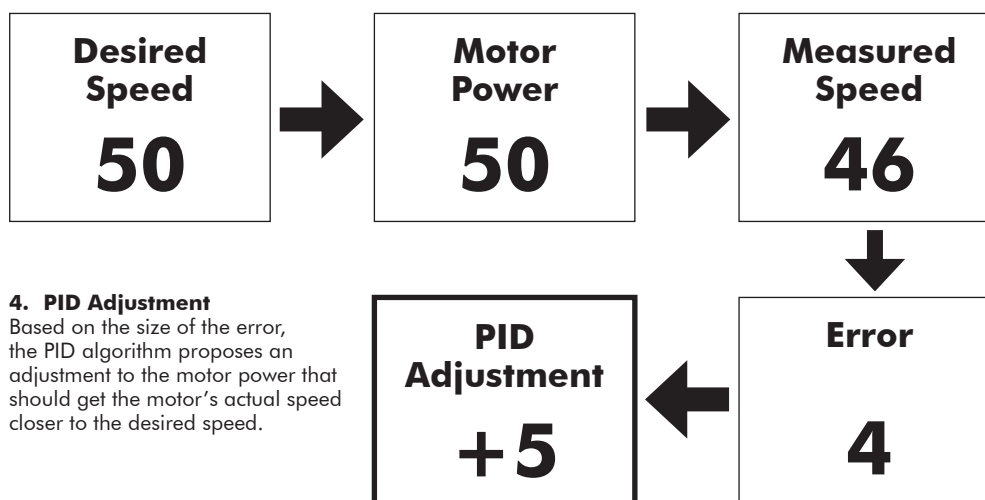 Desired
Speed
50
Motor
Power
50
Measured
Speed
46
4. PID Adjustment
Based on the size of the error,
the PID algorithm proposes an
adjustment to the motor power that
should get the motor's actual speed
closer to the desired speed.
PID
Adjustment
+5
Error
4